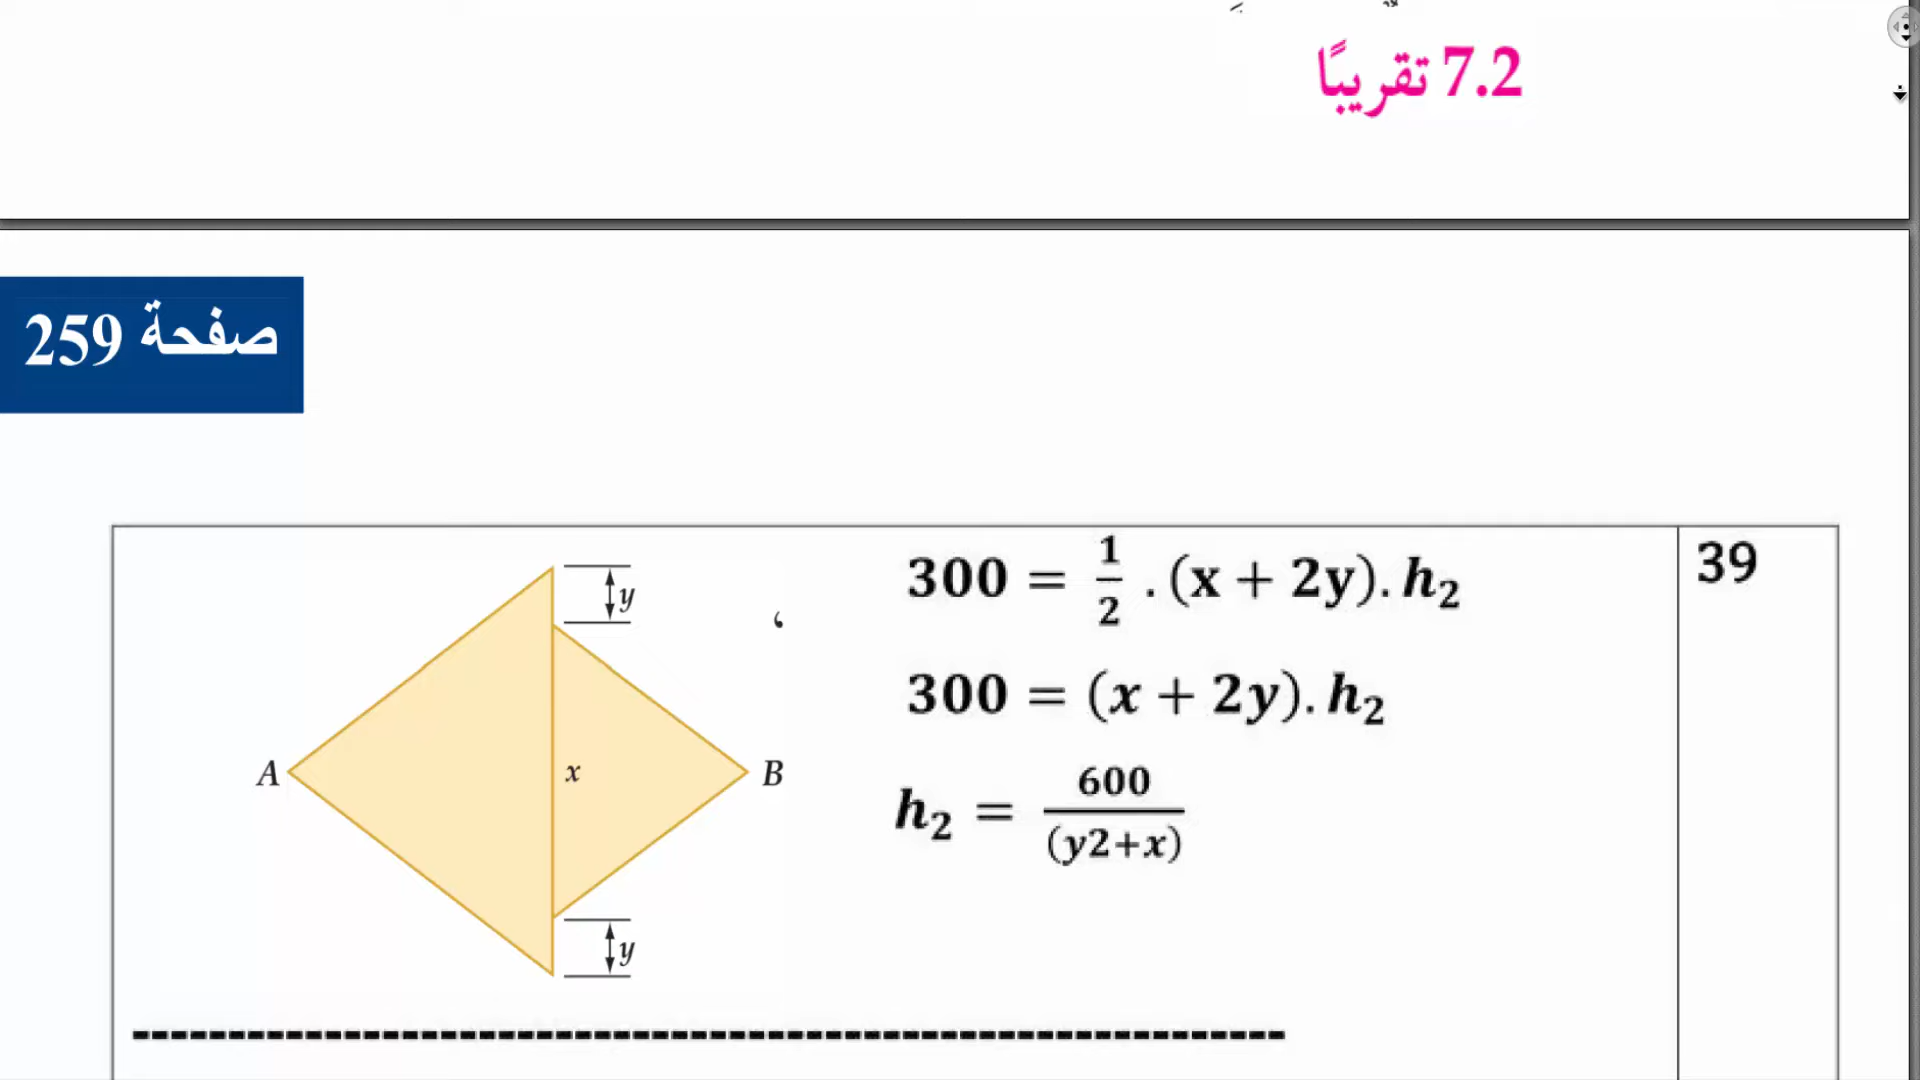 7.2 تقريبًا
صفحة 259
39
300 = 1/2 . (x + 2y). h₂
،
300 = (x + 2y). h₂
h₂ = 600/(y2+x)
y
A
x
B
y